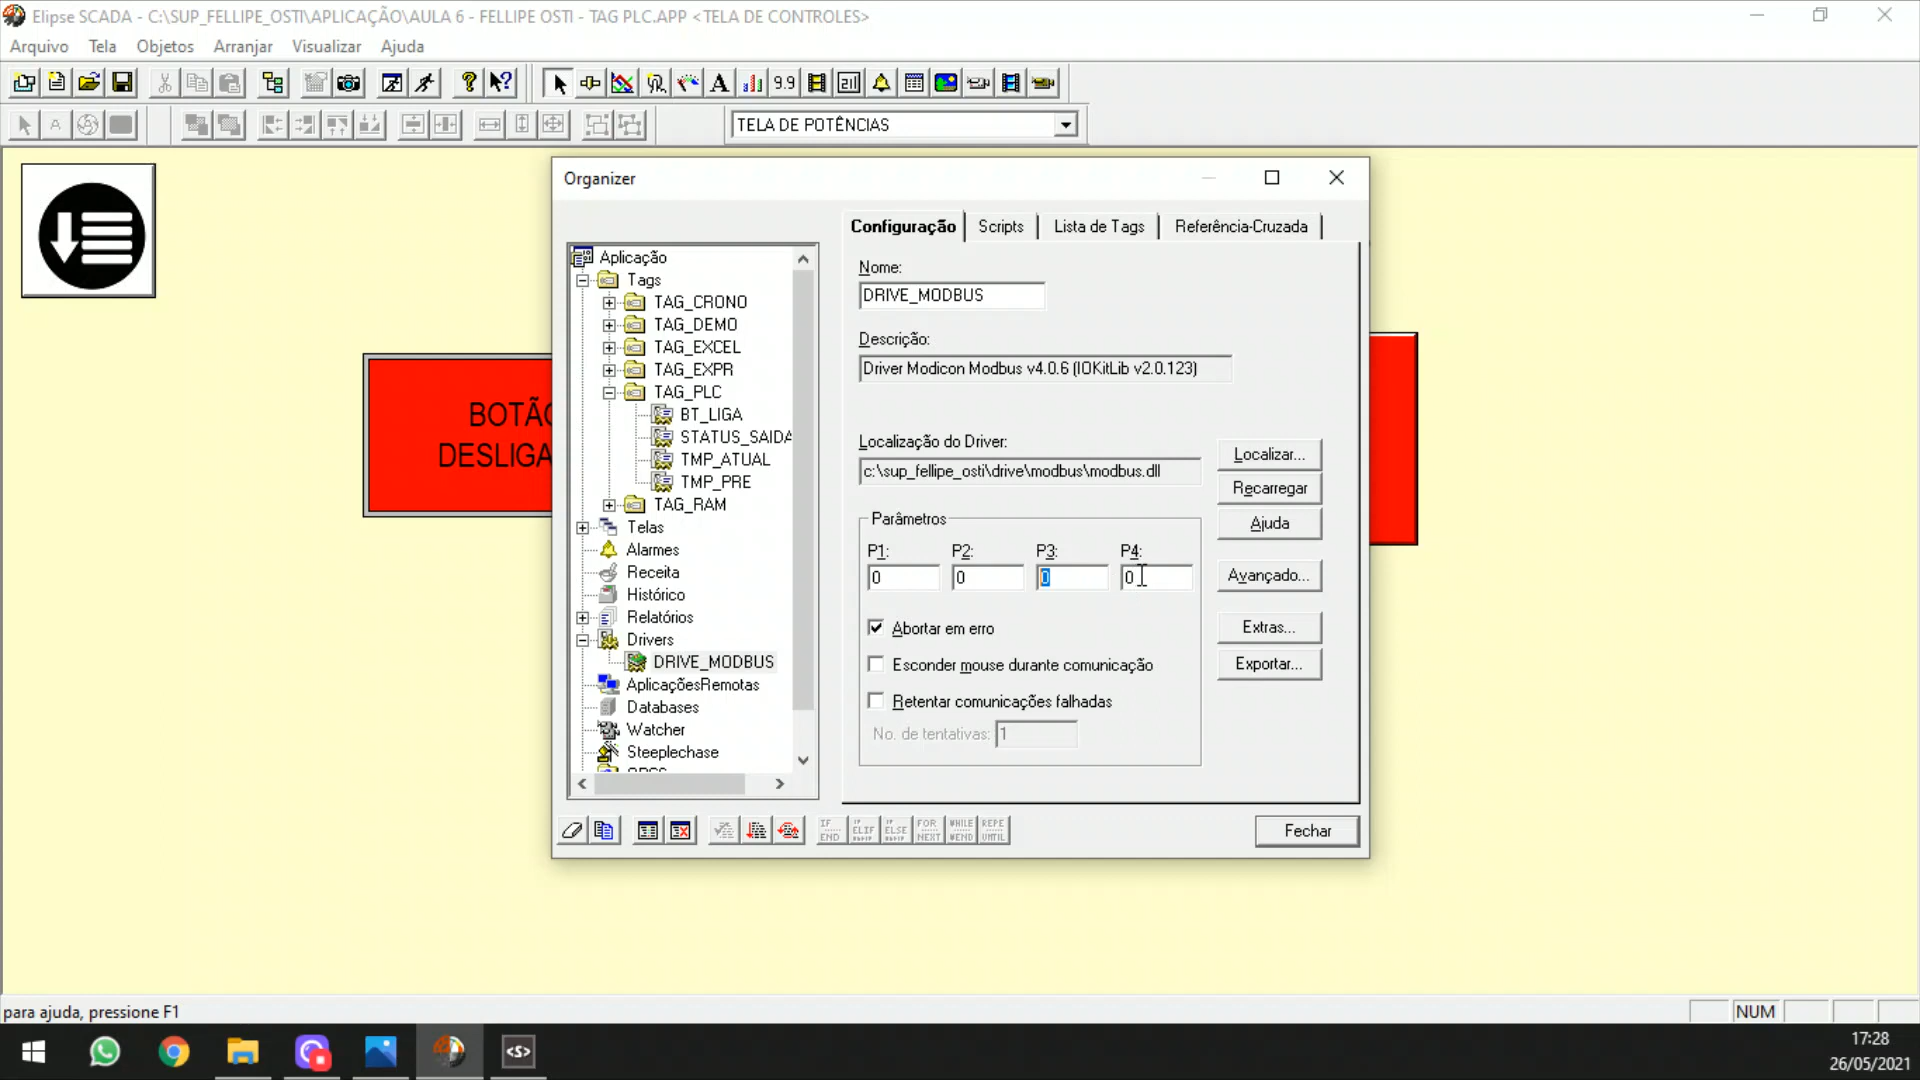 Elipse SCADA - C:\SUP_FELLIPE_OSTI\APLICAÇÃO\AULA 6 - FELLIPE OSTI - TAG PLC.APP <TELA DE CONTROLES>
Arquivo Tela Objetos Arranjar Visualizar Ajuda
A 9.9
A TELA DE POTÊNCIAS
Organizer
Configuração Scripts Lista de Tags Referência-Cruzada
Aplicação
Tags
TAG_CRONO
TAG_DEMO
TAG_EXCEL
TAG_EXPR
TAG_PLC
BT_LIGA
STATUS_SAIDA
TMP_ATUAL
TMP_PRE
TAG_RAM
Telas
Alarmes
Receita
Histórico
Relatórios
Drivers
DRIVE_MODBUS
AplicaçõesRemotas
Databases
Watcher
Steeplechase
Nome:
DRIVE_MODBUS
Descrição:
Driver Modicon Modbus v4.0.6 (IOKitLib v2.0.123)
Localização do Driver:
c:\sup_fellipe_osti\drive\modbus\modbus.dll
Localizar...
Recarregar
Ajuda
Avançado...
Extras...
Exportar...
Parâmetros
P1: P2: P3: P4:
0 0 0 0
Abortar em erro
Esconder mouse durante comunicação
Retentar comunicações falhadas
No. de tentativas: 1
IF END IF ELIF ENDIF IF ELSE ENDIF FOR NEXT WHILE WEND REPE UNTIL
Fechar
BOTÃO
DESLIGA
para ajuda, pressione F1
NUM
17:28
26/05/2021